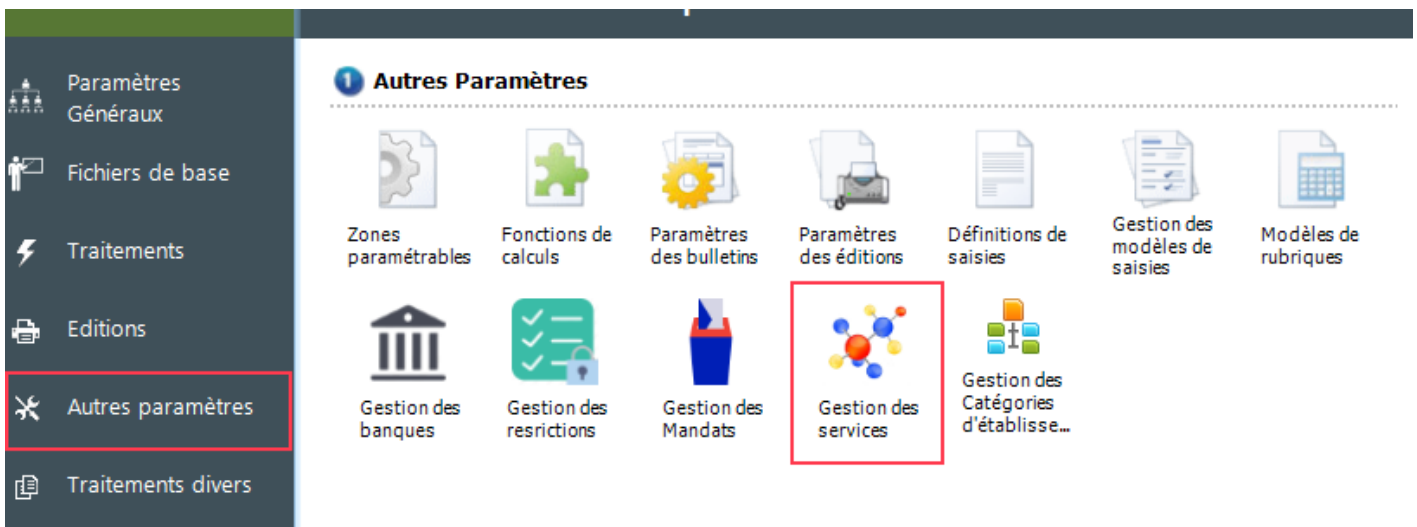 Paramètres
Généraux
Fichiers de base
Traitements
Editions
Autres paramètres
Traitements divers
1 Autres Paramètres
Zones
paramétrables
Fonctions de
calculs
Paramètres
des bulletins
Paramètres
des éditions
Définitions de
saisies
Gestion des
modèles de
saisies
Modèles de
rubriques
Gestion des
banques
Gestion des
resrictions
Gestion des
Mandats
Gestion des
services
Gestion des
Catégories
d'établisse...